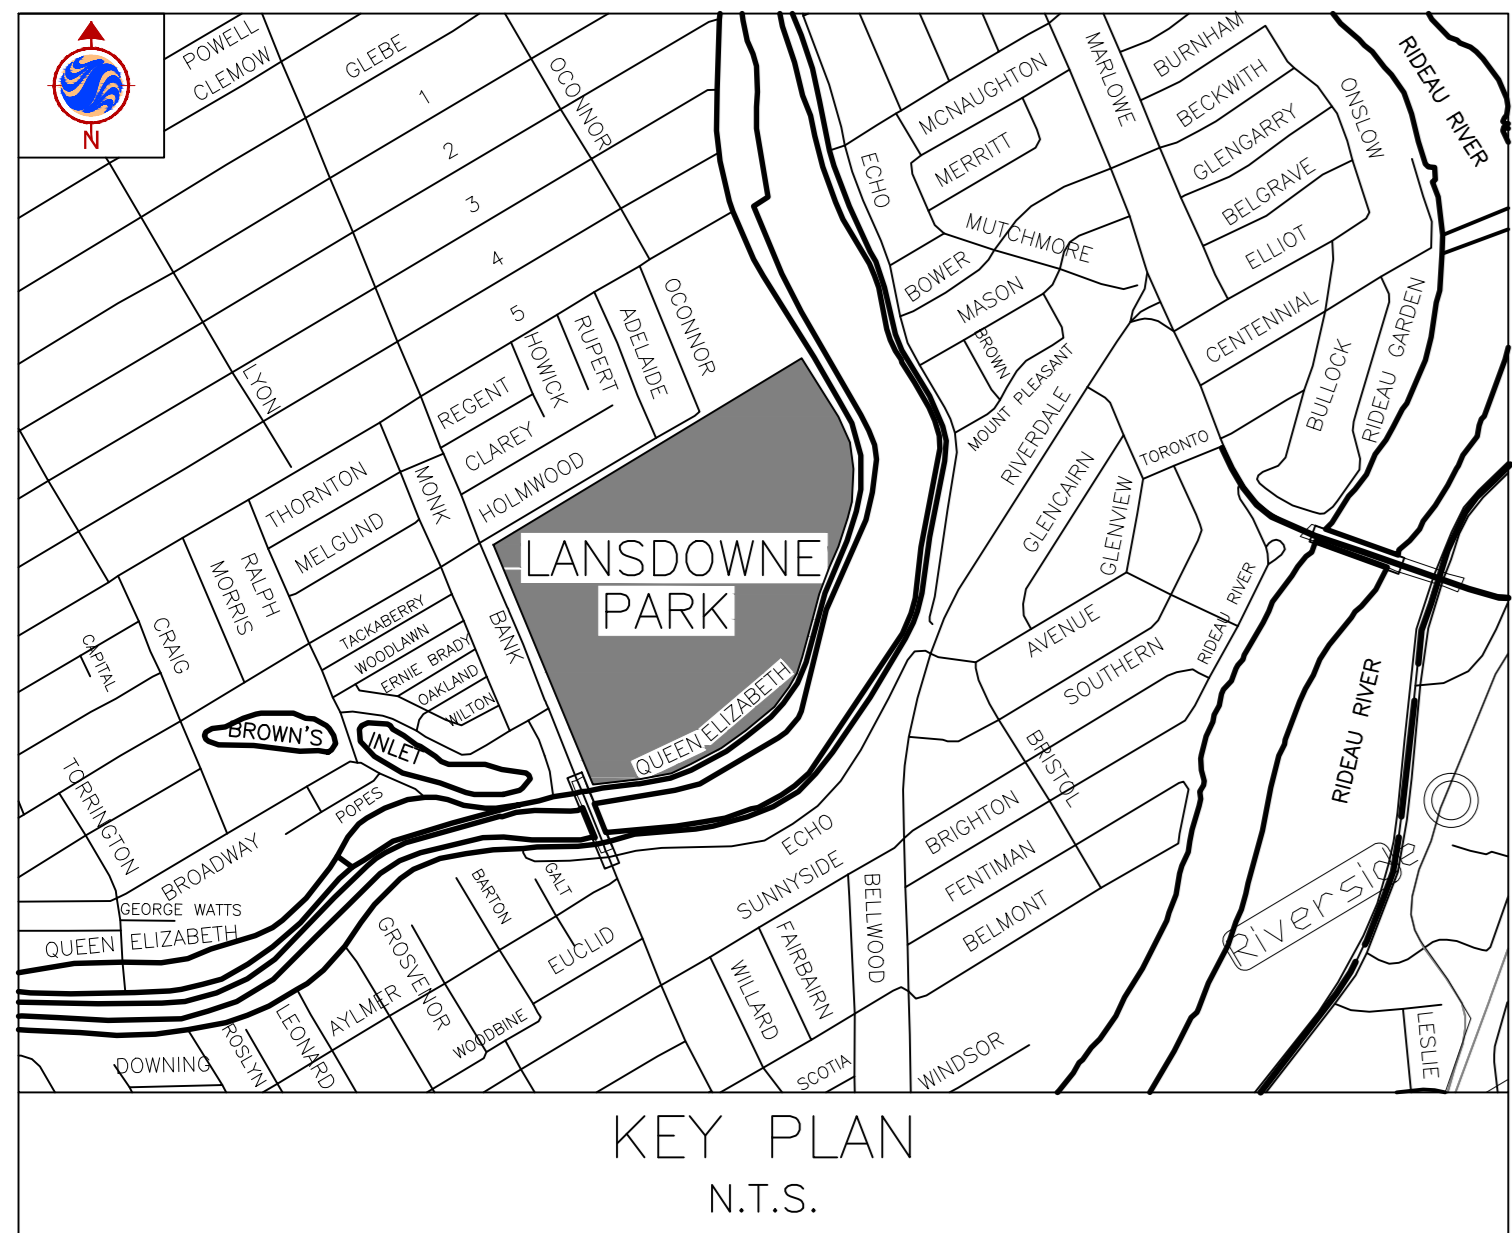 POWELL
CLEMOW
GLEBE
OCONNOR
1
2
3
4
5
N
LYON
HOWICK
RUPERT
ADELAIDE
OCONNOR
REGENT
CLAREY
HOLMWOOD
MONK
THORNTON
MELGUND
RALPH
MORRIS
CRAIG
CAPITAL
TACKABERRY
WOODLAWN
ERNIE BRADY
OAKLAND
WILTON
BANK
LANSDOWNE
PARK
QUEEN ELIZABETH
BROWN'S
INLET
TORRINGTON
POPES
BROADWAY
GEORGE WATTS
QUEEN ELIZABETH
ECHO
MCNAUGHTON
MERRITT
MARLOWE
BURNHAM
BECKWITH
GLENGARRY
BELGRAVE
ELLIOT
ONSLOW
RIDEAU RIVER
MUTCHMORE
BOWER
MASON
BROWN
MOUNT PLEASANT
RIVERDALE
CENTENNIAL
BULLOCK
RIDEAU GARDEN
TORONTO
GLENCAIRN
GLENVIEW
AVENUE
SOUTHERN
RIDEAU RIVER
RIDEAU RIVER
BRISTOL
BRIGHTON
FENTIMAN
BELMONT
ECHO
SUNNYSIDE
BELLWOOD
FAIRBAIRN
WILLARD
GALT
BARTON
EUCLID
GROSVENOR
AYLMER
LEONARD
ROSLYN
DOWNING
WOODBINE
SCOTIA
WINDSOR
Riverside
LESLIE
KEY PLAN
N.T.S.